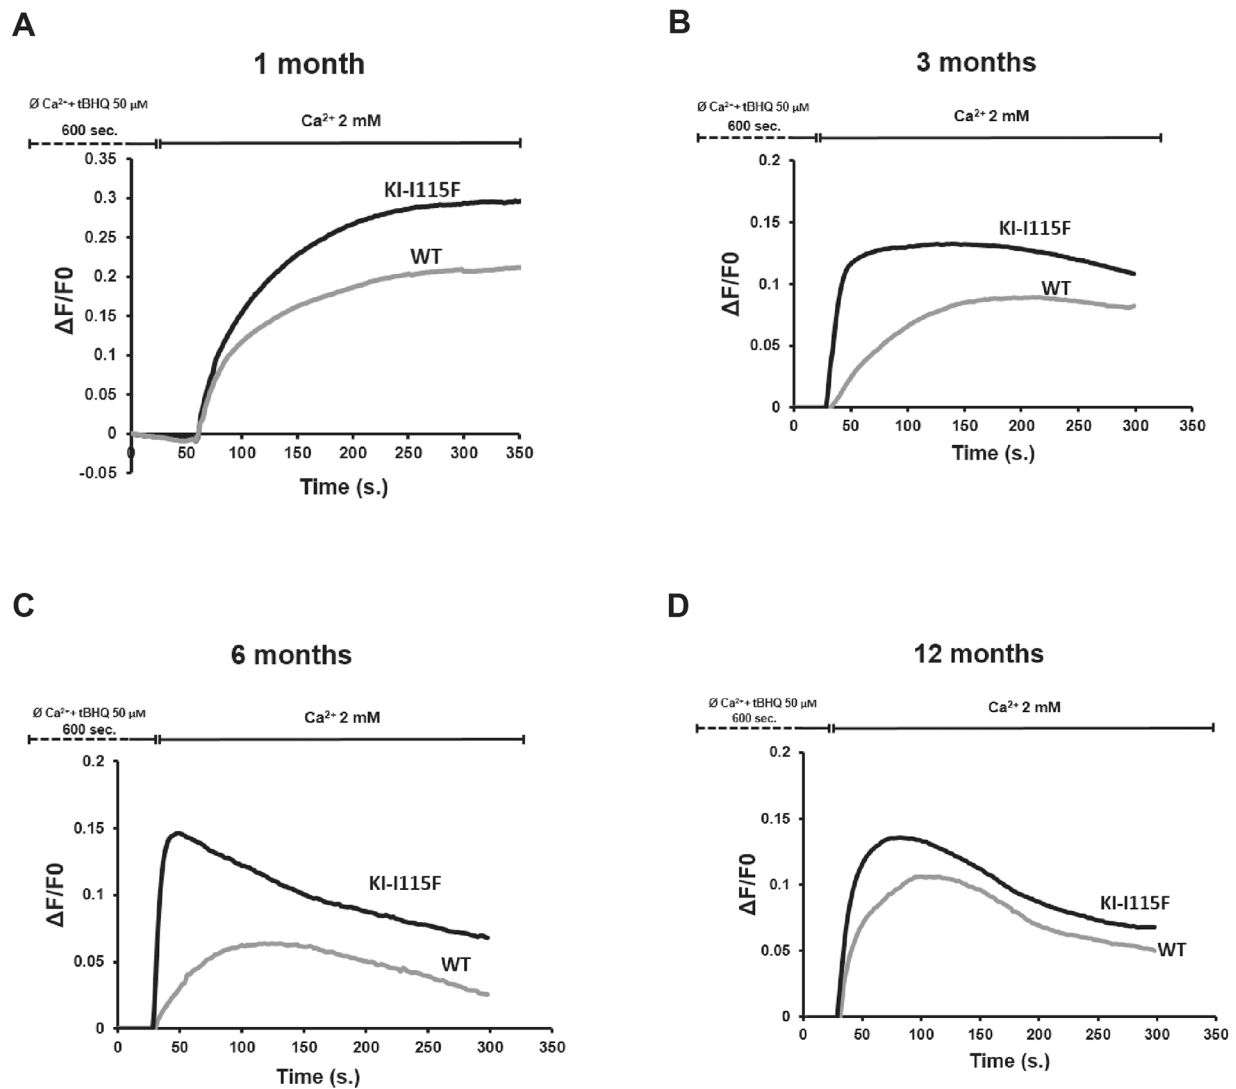 A
1 month
Ø Ca²⁺+ tBHQ 50 µM
600 sec.
Ca²⁺ 2 mM
0.35
0.3
0.25
0.2
0.15
0.1
0.05
0
-0.05
ΔF/F0
KI-I115F
WT
0 50 100 150 200 250 300 350
Time (s.)
B
3 months
Ø Ca²⁺+ tBHQ 50 µM
600 sec.
Ca²⁺ 2 mM
0.2
0.15
0.1
0.05
0
ΔF/F0
KI-I115F
WT
0 50 100 150 200 250 300 350
Time (s.)
C
6 months
Ø Ca²⁺+ tBHQ 50 µM
600 sec.
Ca²⁺ 2 mM
0.2
0.15
0.1
0.05
0
ΔF/F0
KI-I115F
WT
0 50 100 150 200 250 300 350
Time (s.)
D
12 months
Ø Ca²⁺+ tBHQ 50 µM
600 sec.
Ca²⁺ 2 mM
0.2
0.15
0.1
0.05
0
ΔF/F0
KI-I115F
WT
0 50 100 150 200 250 300 350
Time (s.)